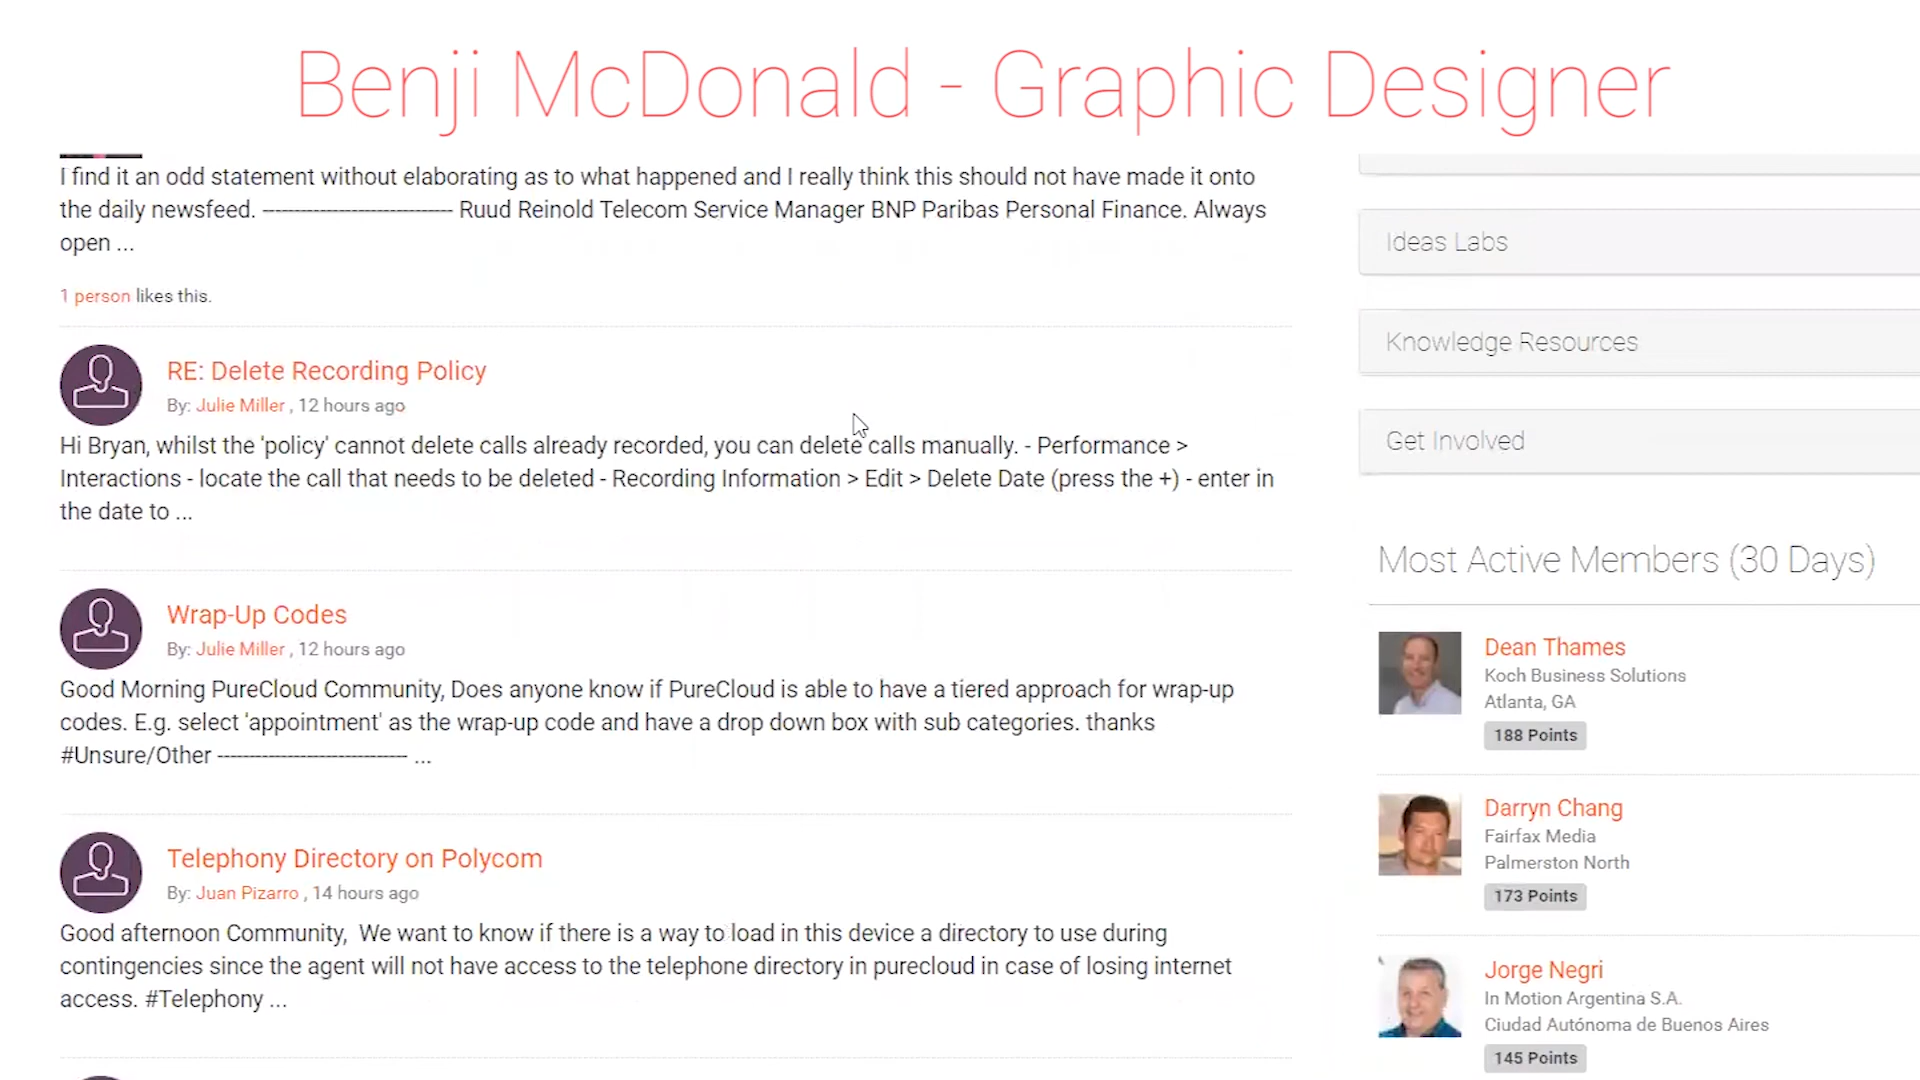 Benji McDonald - Graphic Designer
I find it an odd statement without elaborating as to what happened and I really think this should not have made it onto
the daily newsfeed. ------------------------------ Ruud Reinold Telecom Service Manager BNP Paribas Personal Finance. Always
open ...
1 person likes this.
RE: Delete Recording Policy
By: Julie Miller , 12 hours ago
Hi Bryan, whilst the 'policy' cannot delete calls already recorded, you can delete calls manually. - Performance >
Interactions - locate the call that needs to be deleted - Recording Information > Edit > Delete Date (press the +) - enter in
the date to ...
Wrap-Up Codes
By: Julie Miller , 12 hours ago
Good Morning PureCloud Community, Does anyone know if PureCloud is able to have a tiered approach for wrap-up
codes. E.g. select 'appointment' as the wrap-up code and have a drop down box with sub categories. thanks
#Unsure/Other ------------------------------ ...
Telephony Directory on Polycom
By: Juan Pizarro , 14 hours ago
Good afternoon Community,  We want to know if there is a way to load in this device a directory to use during
contingencies since the agent will not have access to the telephone directory in purecloud in case of losing internet
access. #Telephony ...
Ideas Labs
Knowledge Resources
Get Involved
Most Active Members (30 Days)
Dean Thames
Koch Business Solutions
Atlanta, GA
188 Points
Darryn Chang
Fairfax Media
Palmerston North
173 Points
Jorge Negri
In Motion Argentina S.A.
Ciudad Autónoma de Buenos Aires
145 Points